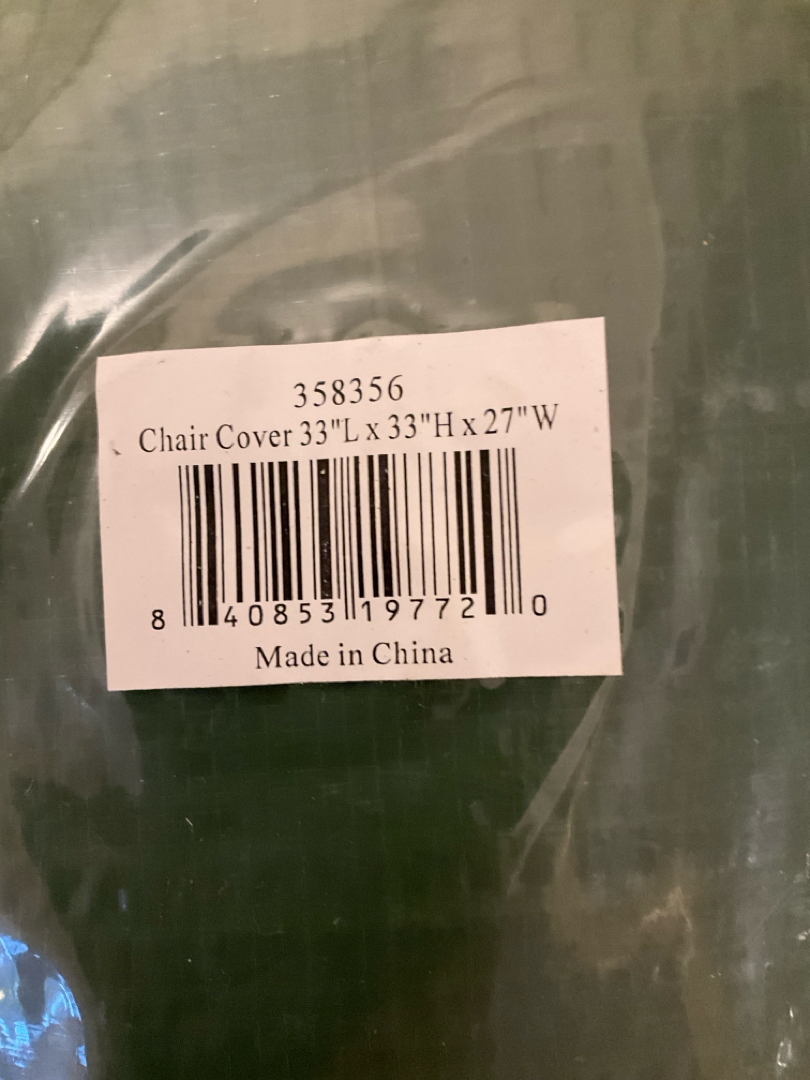 358356
Chair Cover 33"L x 33"H x 27"W
8 40853 19772 0
Made in China